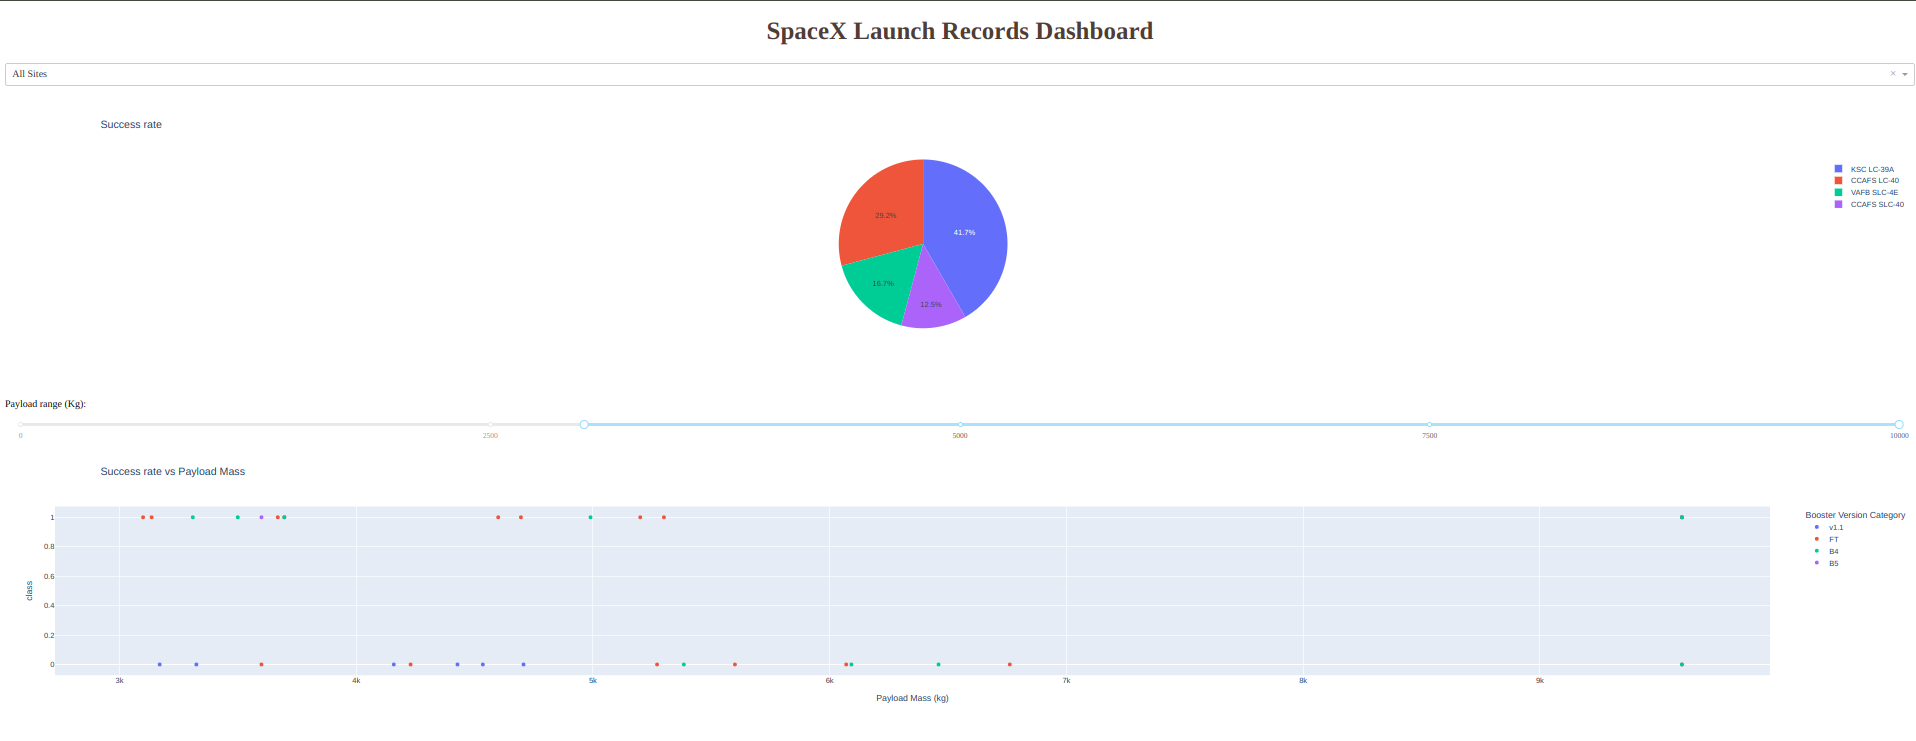 SpaceX Launch Records Dashboard
All Sites
×
Success rate
KSC LC-39A
CCAFS LC-40
VAFB SLC-4E
CCAFS SLC-40
29.2%
41.7%
16.7%
12.5%
Payload range (Kg):
0 2500 5000 7500 10000
Success rate vs Payload Mass
Booster Version Category
v1.1
FT
B4
B5
1
0.8
0.6
0.4
0.2
0
class
3k 4k 5k 6k 7k 8k 9k
Payload Mass (kg)